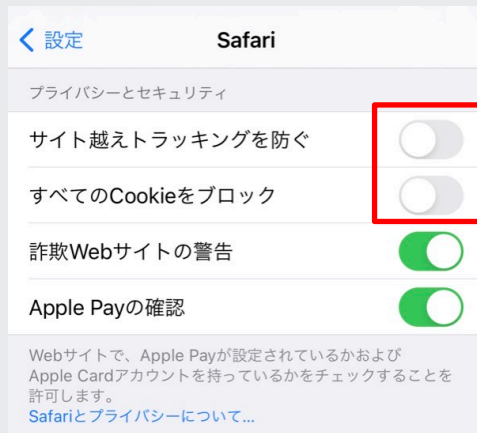 設定
Safari
プライバシーとセキュリティ
サイト越えトラッキングを防ぐ
すべてのCookieをブロック
詐欺Webサイトの警告
Apple Payの確認
Webサイトで、Apple Payが設定されているかおよび
Apple Cardアカウントを持っているかをチェックすることを
許可します。
Safariとプライバシーについて...